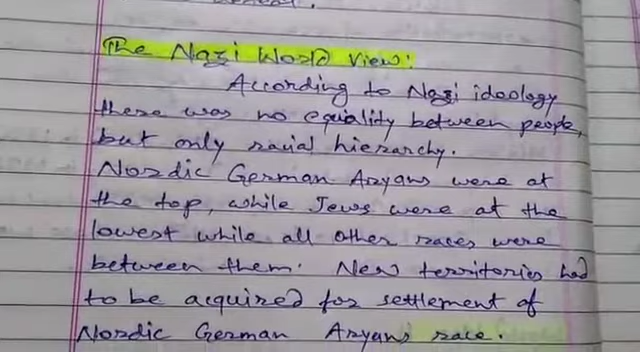 The Nazi World View:
According to Nazi ideology
there was no equality between people,
but only racial hierarchy.
Nordic German Aryans were at
the top, while Jews were at the
lowest while all other races were
between them. New territories had
to be acquired for settlement of
Nordic German Aryans race.